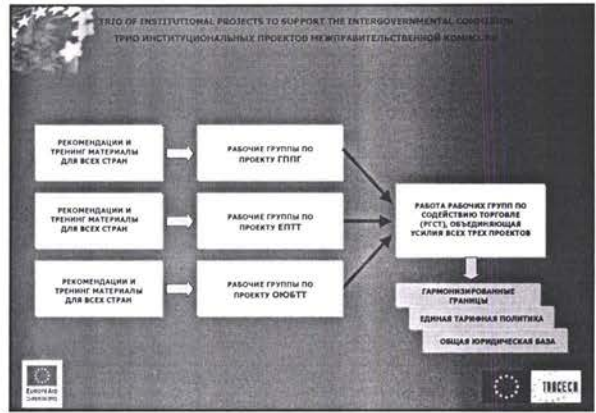 TRIO OF INSTITUTIONAL PROJECTS TO SUPPORT THE INTERGOVERNMENTAL COMMISSION
ТРИО ИНСТИТУЦИОНАЛЬНЫХ ПРОЕКТОВ МЕЖПРАВИТЕЛЬСТВЕННОЙ КОМИССИИ
РЕКОМЕНДАЦИИ И
ТРЕНИНГ МАТЕРИАЛЫ
ДЛЯ ВСЕХ СТРАН
РАБОЧИЕ ГРУППЫ ПО
ПРОЕКТУ ГППГ
РЕКОМЕНДАЦИИ И
ТРЕНИНГ МАТЕРИАЛЫ
ДЛЯ ВСЕХ СТРАН
РАБОЧИЕ ГРУППЫ ПО
ПРОЕКТУ ЕПТТ
РЕКОМЕНДАЦИИ И
ТРЕНИНГ МАТЕРИАЛЫ
ДЛЯ ВСЕХ СТРАН
РАБОЧИЕ ГРУППЫ ПО
ПРОЕКТУ ОЮБТТ
РАБОТА РАБОЧИХ ГРУПП ПО
СОДЕЙСТВИЮ ТОРГОВЛЕ
(РГСТ), ОБЪЕДИНЯЮЩАЯ
УСИЛИЯ ВСЕХ ТРЕХ ПРОЕКТОВ
ГАРМОНИЗИРОВАННЫЕ
ГРАНИЦЫ
ЕДИНАЯ ТАРИФНАЯ ПОЛИТИКА
ОБЩАЯ ЮРИДИЧЕСКАЯ БАЗА
EUROPEAID
TRACECA